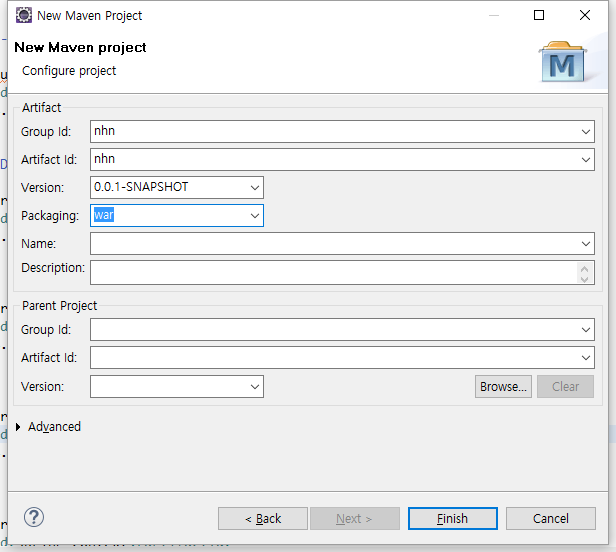 New Maven Project
New Maven project
Configure project
M
Artifact
Group Id: nhn
Artifact Id: nhn
Version: 0.0.1-SNAPSHOT
Packaging: war
Name:
Description:
Parent Project
Group Id:
Artifact Id:
Version: Browse... Clear
Advanced
? < Back Next > Finish Cancel